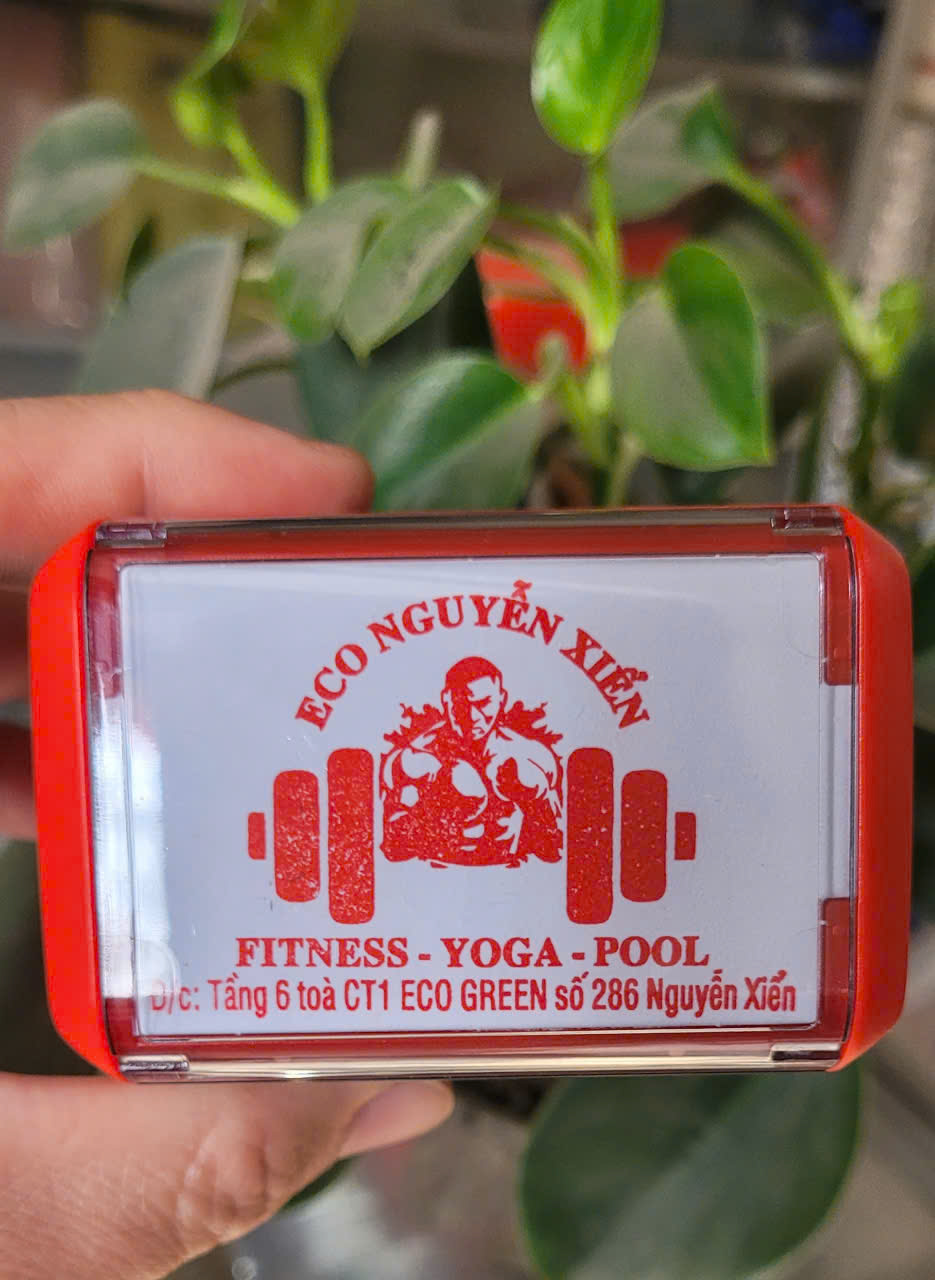 ECO NGUYỄN XIỂN
FITNESS - YOGA - POOL
Đ/c: Tầng 6 toà CT1 ECO GREEN số 286 Nguyễn Xiển